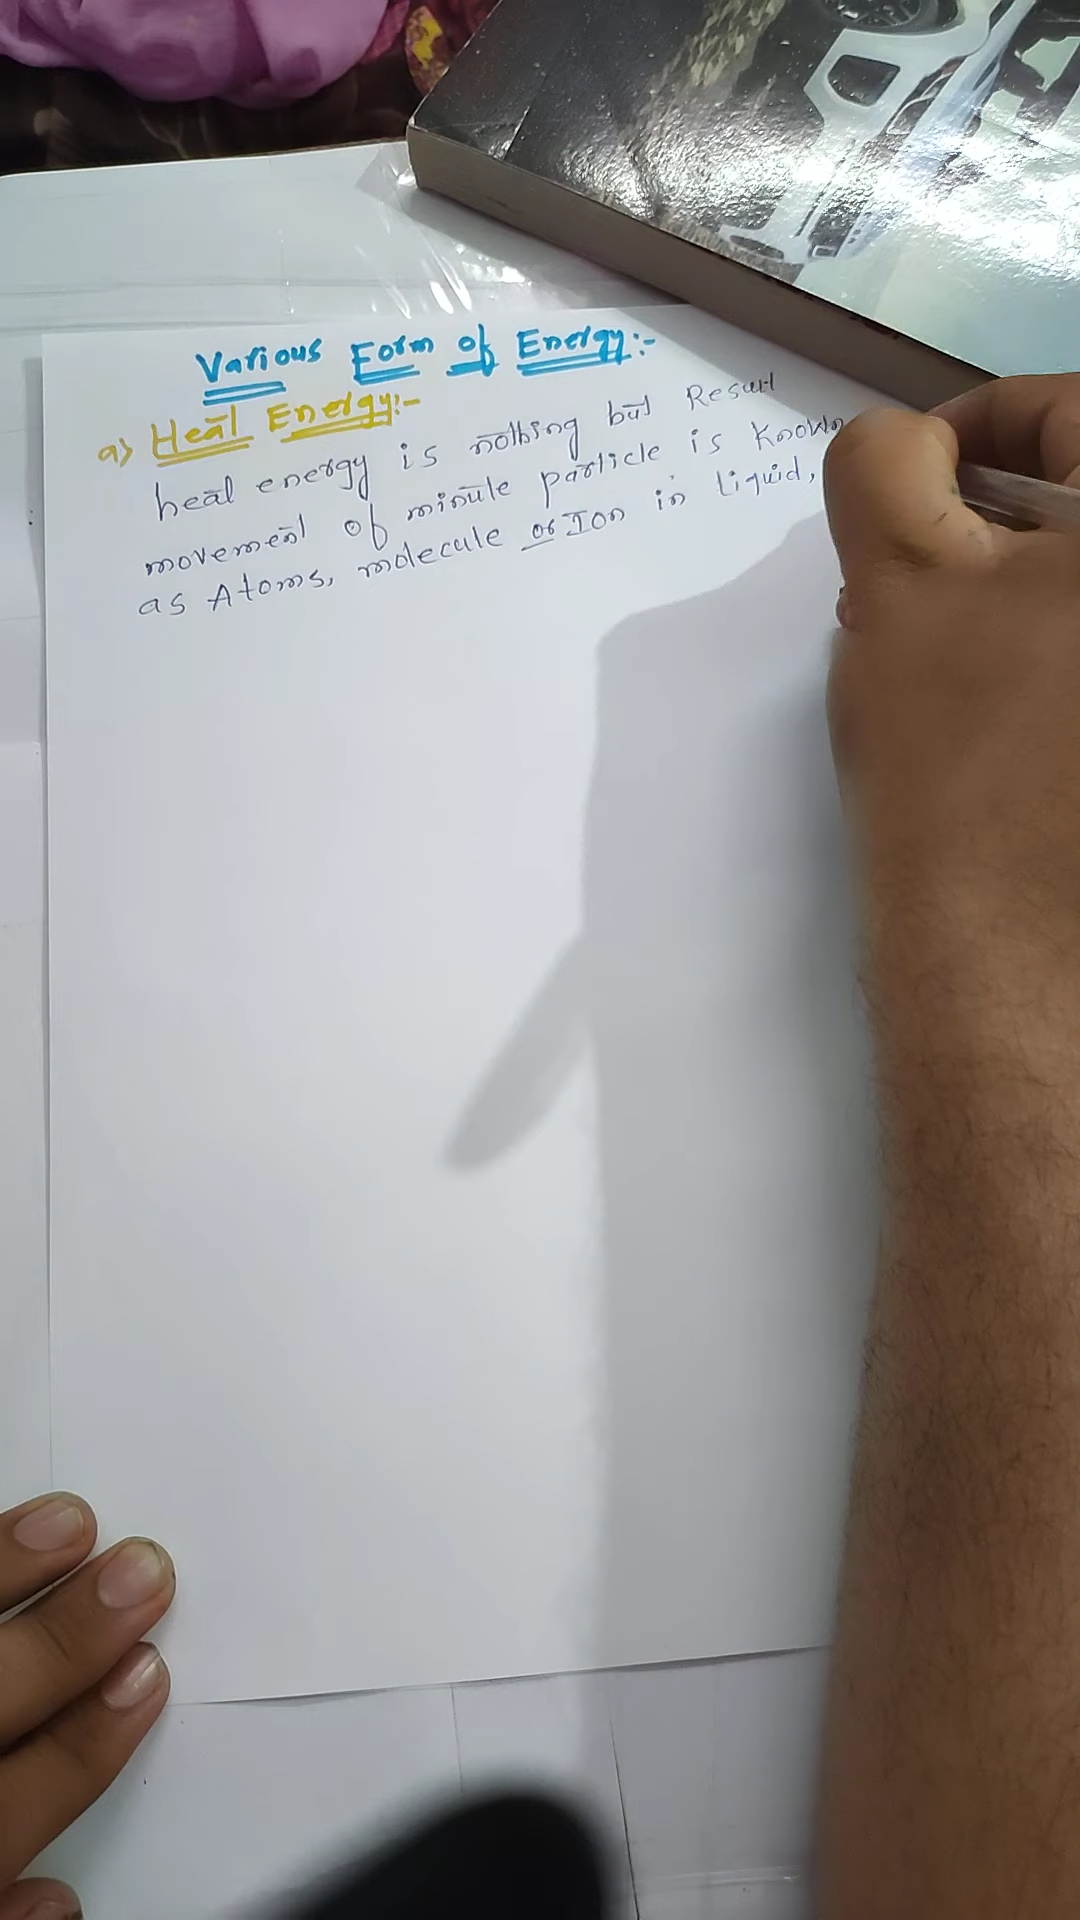 Various Form of Energy:-
a) Heat Energy:-
heat energy is nothing but Result
movement of minute particle is Known
as Atoms, molecule or Ion in Liquid,